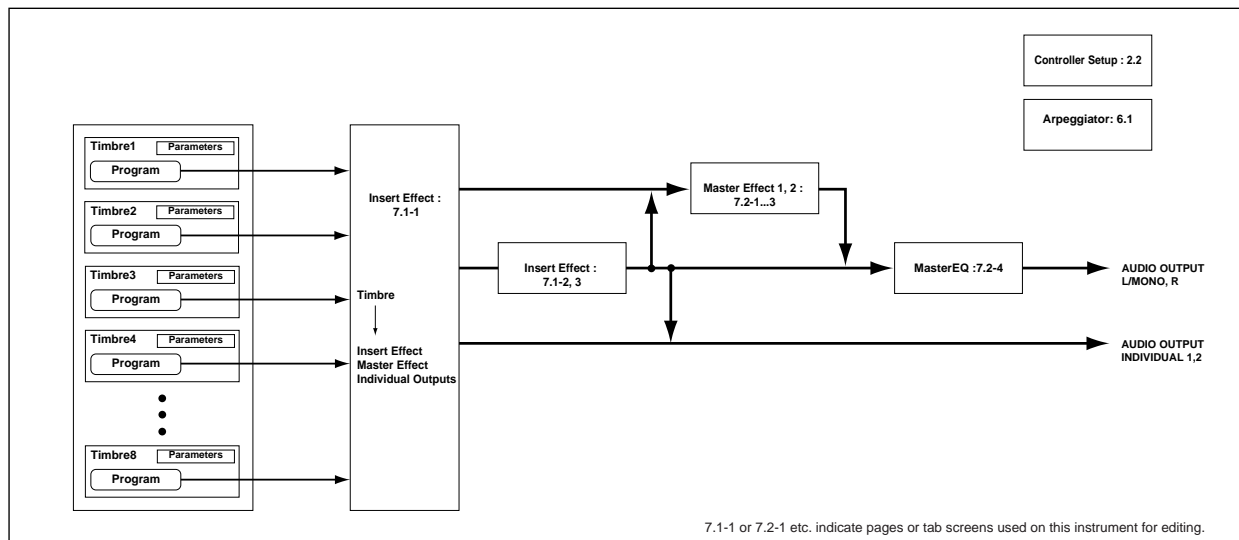 Controller Setup : 2.2
Arpeggiator: 6.1
Timbre1
Parameters
Program
Timbre2
Parameters
Program
Timbre3
Parameters
Program
Timbre4
Parameters
Program
Timbre8
Parameters
Program
Insert Effect :
7.1-1
Timbre
Insert Effect
Master Effect
Individual Outputs
Insert Effect :
7.1-2, 3
Master Effect 1, 2 :
7.2-1...3
MasterEQ :7.2-4
AUDIO OUTPUT
L/MONO, R
AUDIO OUTPUT
INDIVIDUAL 1,2
7.1-1 or 7.2-1 etc. indicate pages or tab screens used on this instrument for editing.